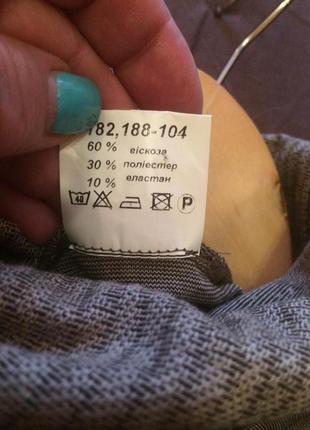 182,188-104
60 % віскоза
30 % поліестер
10 % еластан
40 P